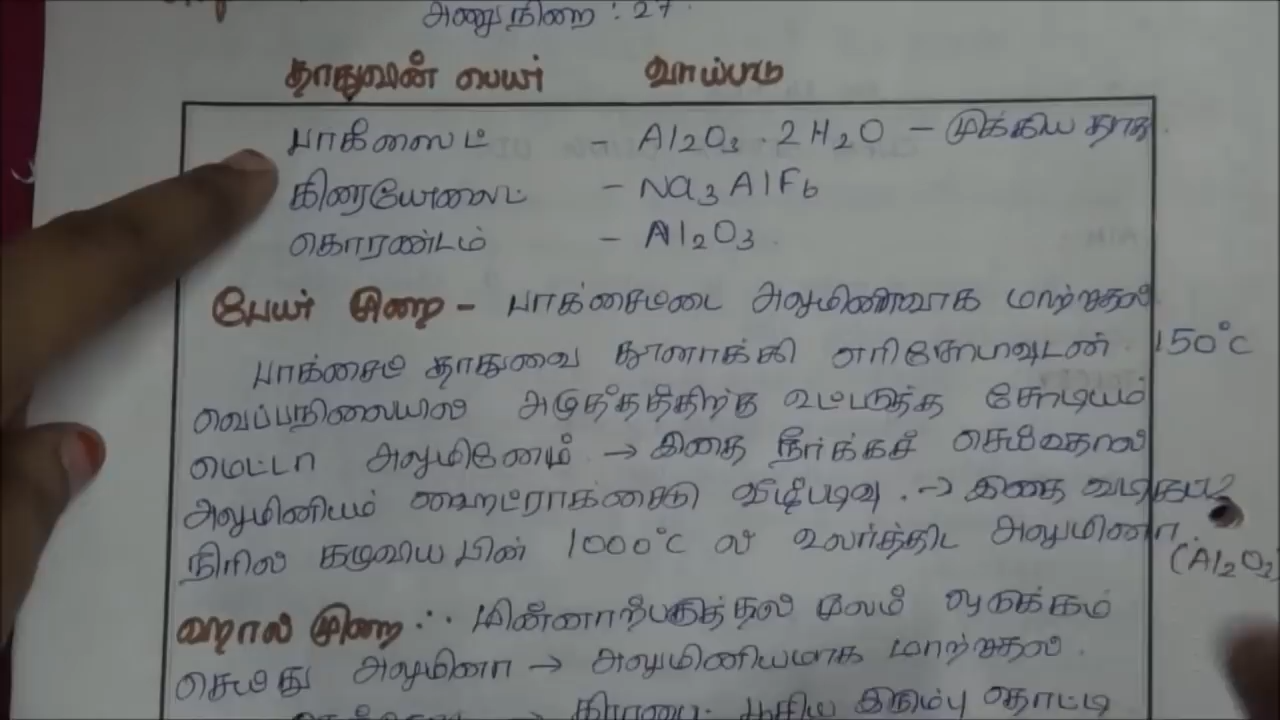 அணு நிறை : 27
தாதுவின் பெயர் வாய்பாடு
பாக்ஸைட் - Al2O3 . 2H2O - முக்கிய தாது
கிரையோலைட் - Na3AlF6
கொரண்டம் - Al2O3
பேயர் முறை - பாக்சைட்டை அலுமினாவாக மாற்றுதல்
பாக்சைட் தாதுவை தூளாக்கி எரிசோடாவுடன் 150°C
வெப்பநிலையில் அழுத்தத்திற்கு உட்படுத்த சோடியம்
மெட்டா அலுமினேட் → இதை நீர்க்கச் செய்வதால்
அலுமினியம் ஹைட்ராக்சைடு வீழ்படிவு. → இதை வடிகட்டி
நீரில் கழுவிய பின் 1000°C ல் உலர்த்திட அலுமினா.
(Al2O3)
ஹால் முறை : மின்னாற்பகுத்தல் மூலம் ஒடுக்கம்
செய்து அலுமினா → அலுமினியமாக மாற்றுதல்.
பூசிய இரும்பு தொட்டி